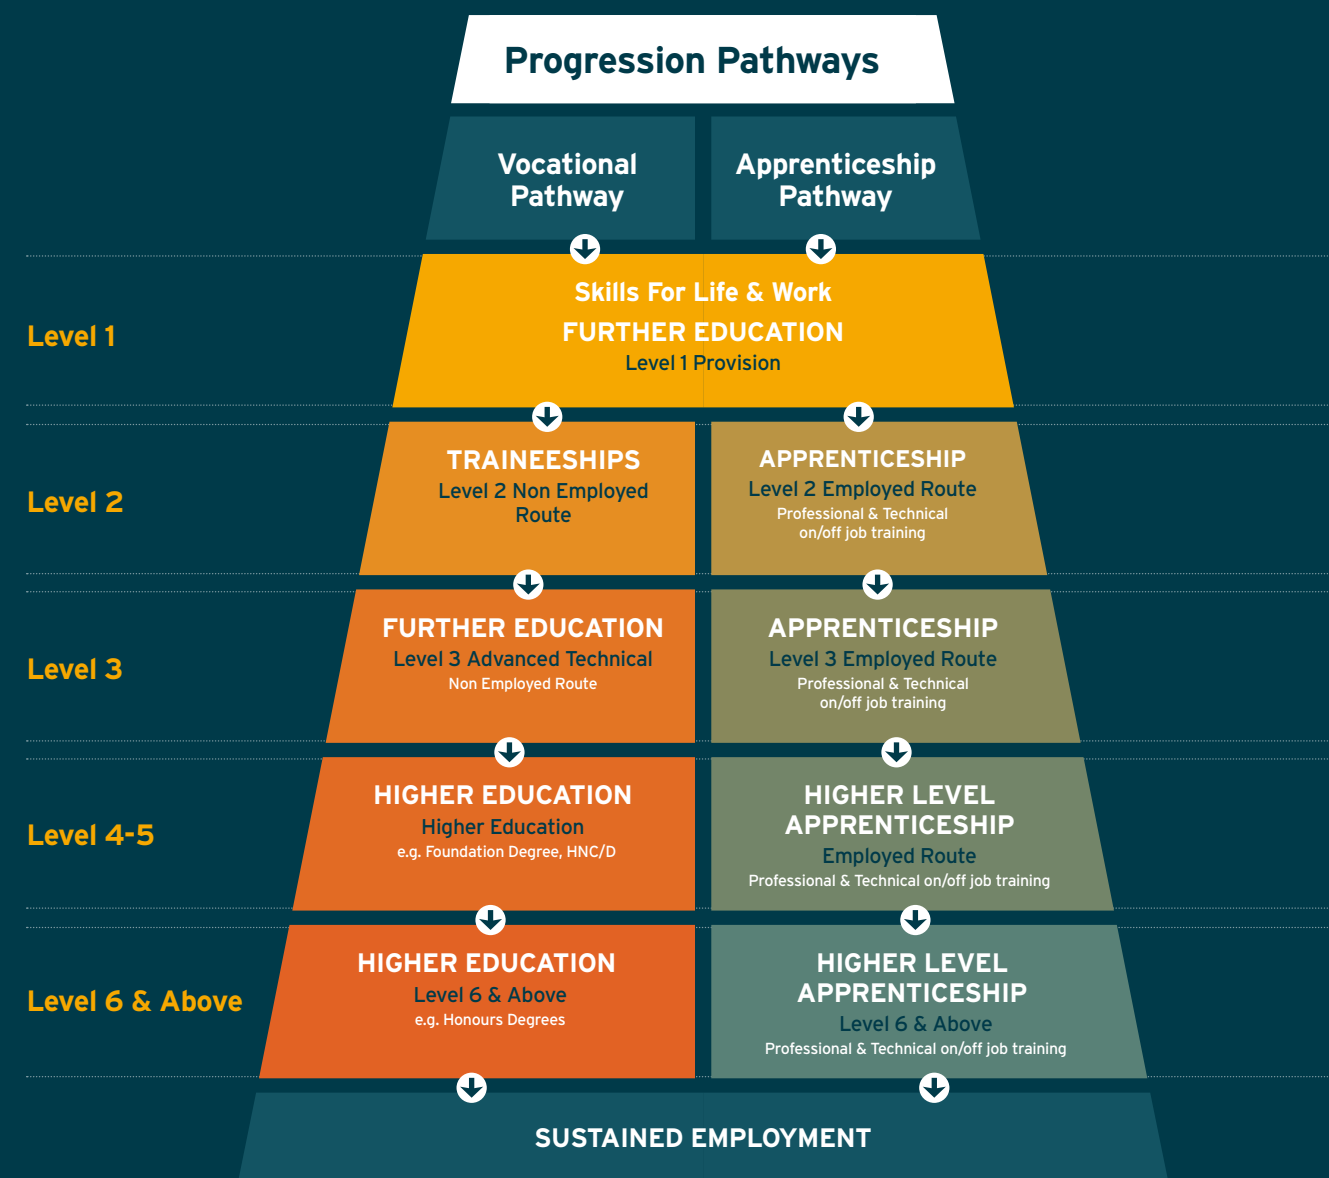 Progression Pathways
Vocational
Pathway
Apprenticeship
Pathway
Level 1
Skills For Life & Work
FURTHER EDUCATION
Level 1 Provision
Level 2
TRAINEESHIPS
Level 2 Non Employed
Route
APPRENTICESHIP
Level 2 Employed Route
Professional & Technical
on/off job training
Level 3
FURTHER EDUCATION
Level 3 Advanced Technical
Non Employed Route
APPRENTICESHIP
Level 3 Employed Route
Professional & Technical
on/off job training
Level 4-5
HIGHER EDUCATION
Higher Education
e.g. Foundation Degree, HNC/D
HIGHER LEVEL
APPRENTICESHIP
Employed Route
Professional & Technical on/off job training
Level 6 & Above
HIGHER EDUCATION
Level 6 & Above
e.g. Honours Degrees
HIGHER LEVEL
APPRENTICESHIP
Level 6 & Above
Professional & Technical on/off job training
SUSTAINED EMPLOYMENT